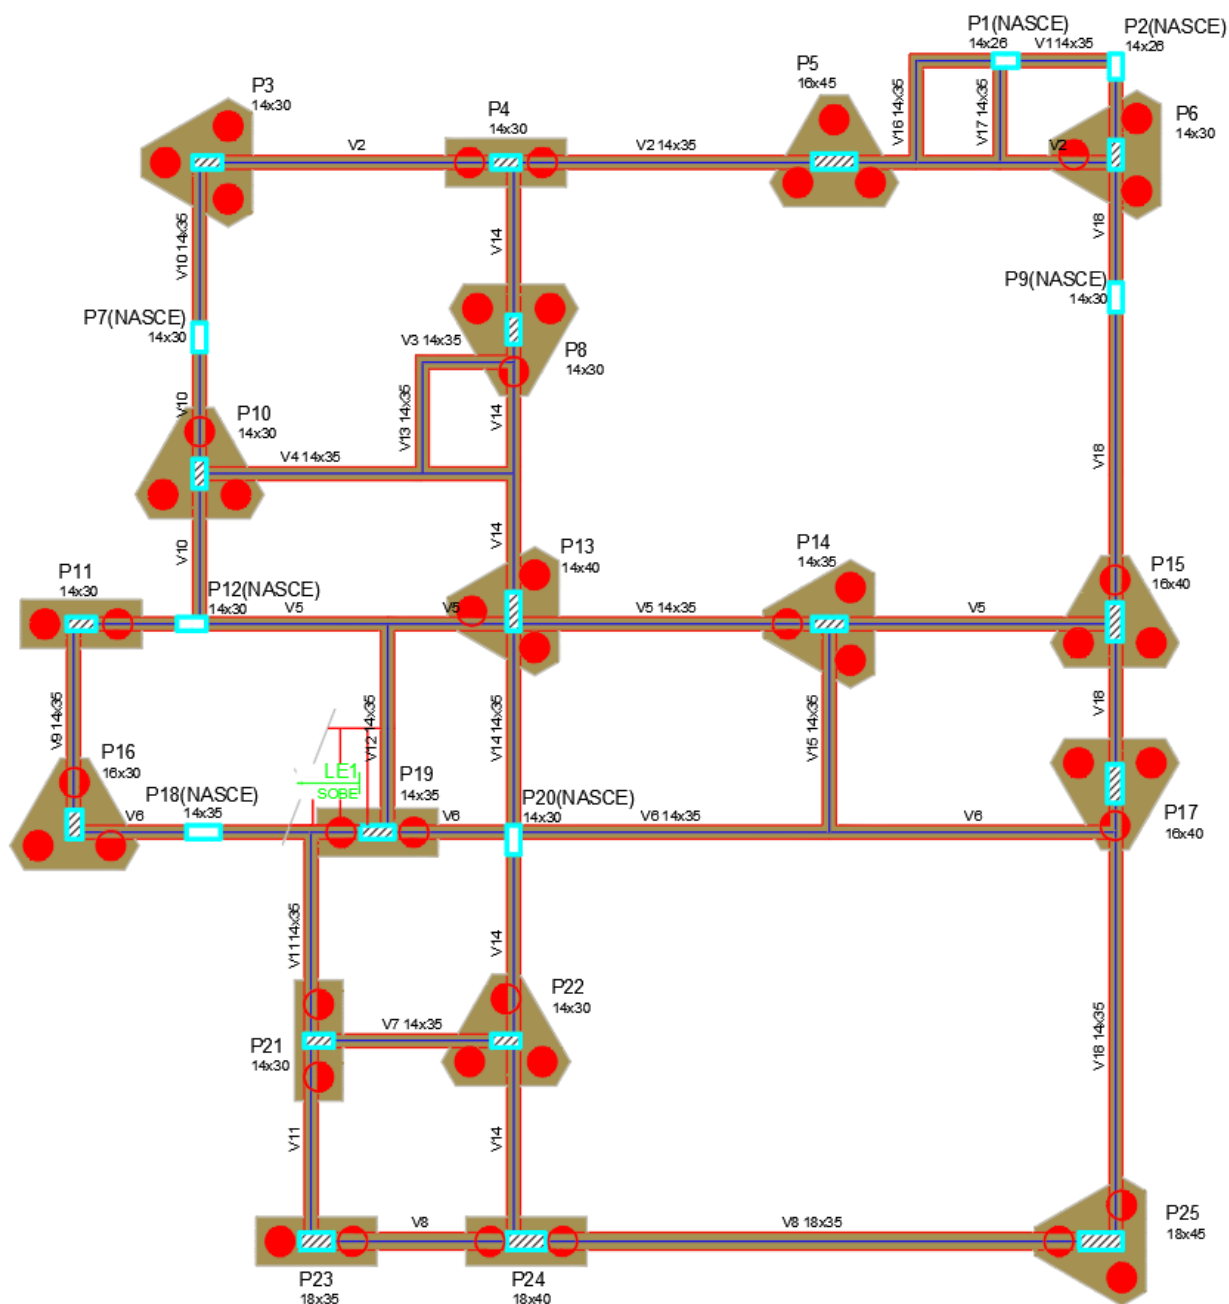 P1(NASCE)
14x26
V1 14x35
P2(NASCE)
14x26
P3
14x30
P4
14x30
P5
16x45
V16 14x35
V17 14x35
P6
14x30
V2
V2 14x35
V2
V10 14x35
V14
V18
P9(NASCE)
14x30
P7(NASCE)
14x30
V3 14x35
P8
14x30
V10
P10
14x30
V13 14x35
V14
V4 14x35
V18
V10
V14
P13
14x40
P14
14x35
P15
16x40
P11
14x30
P12(NASCE)
14x30
V5
V5
V5 14x35
V5
V9 14x35
V12 14x35
V14 14x35
V15 14x35
V18
P16
16x30
LE1
SOBE
P19
14x35
P18(NASCE)
14x35
P20(NASCE)
14x30
P17
16x40
V6
V6
V6 14x35
V6
V11 14x35
V14
P22
14x30
V7 14x35
P21
14x30
V18 14x35
V11
V14
V8
V8 18x35
P25
18x45
P23
18x35
P24
18x40